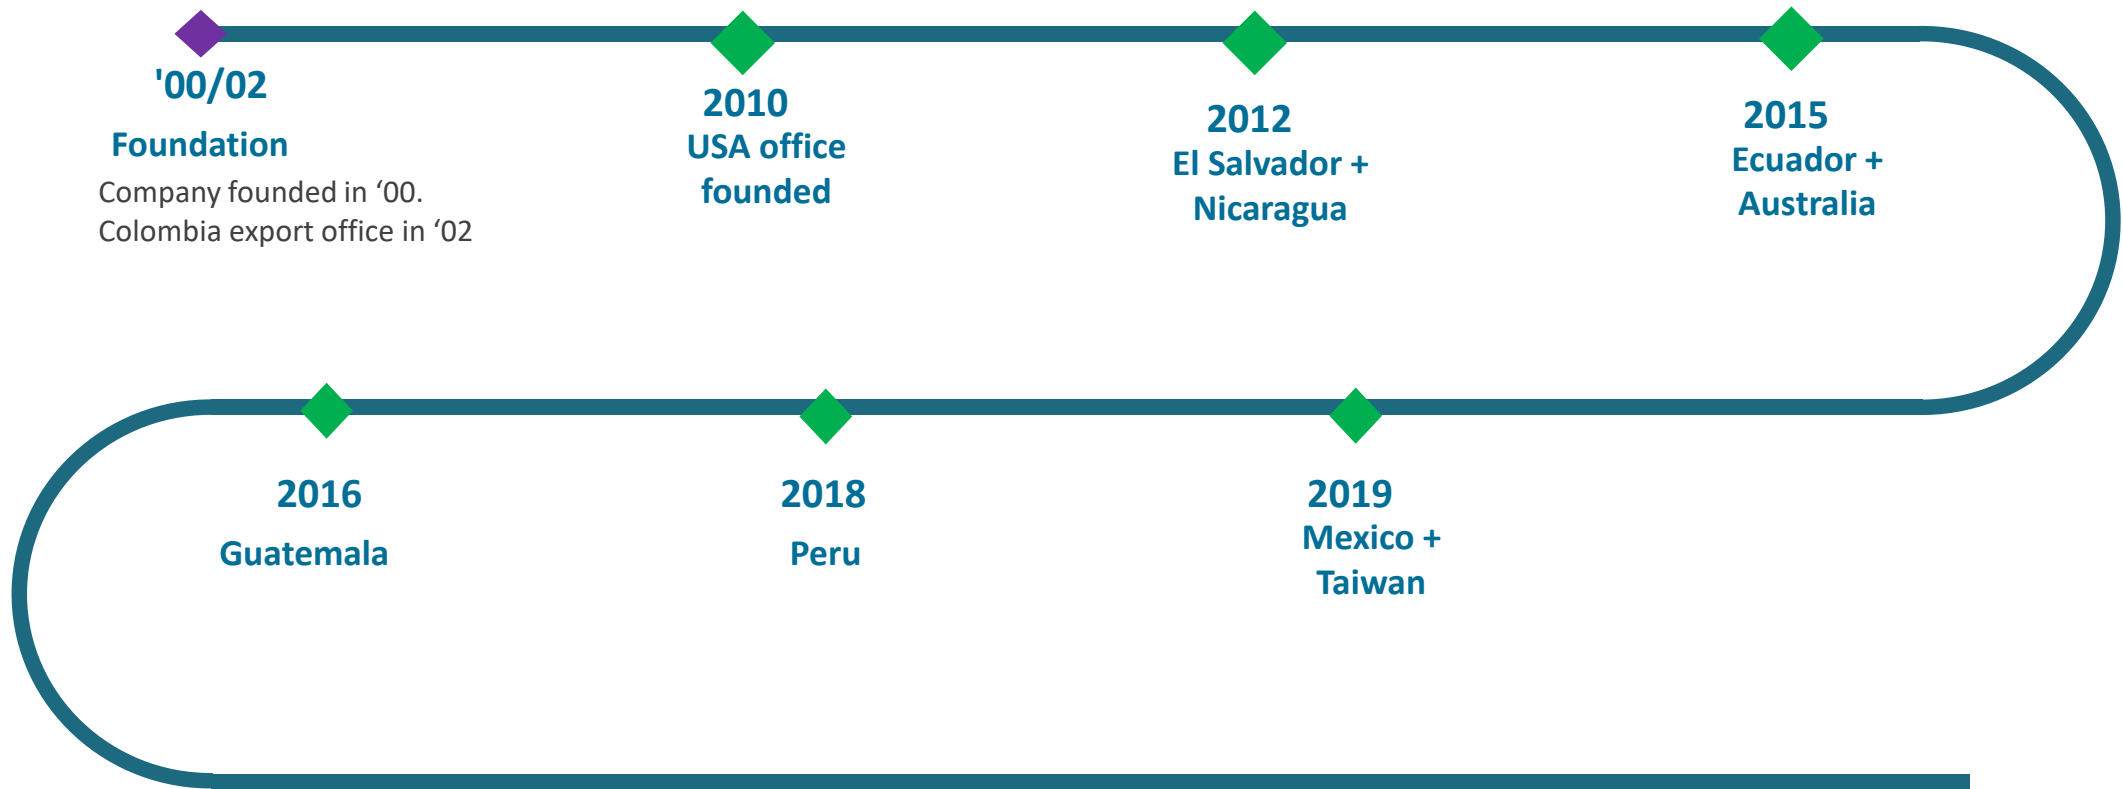 '00/02
Foundation
Company founded in ‘00.
Colombia export office in ‘02
2010
USA office
founded
2012
El Salvador +
Nicaragua
2015
Ecuador +
Australia
2016
Guatemala
2018
Peru
2019
Mexico +
Taiwan